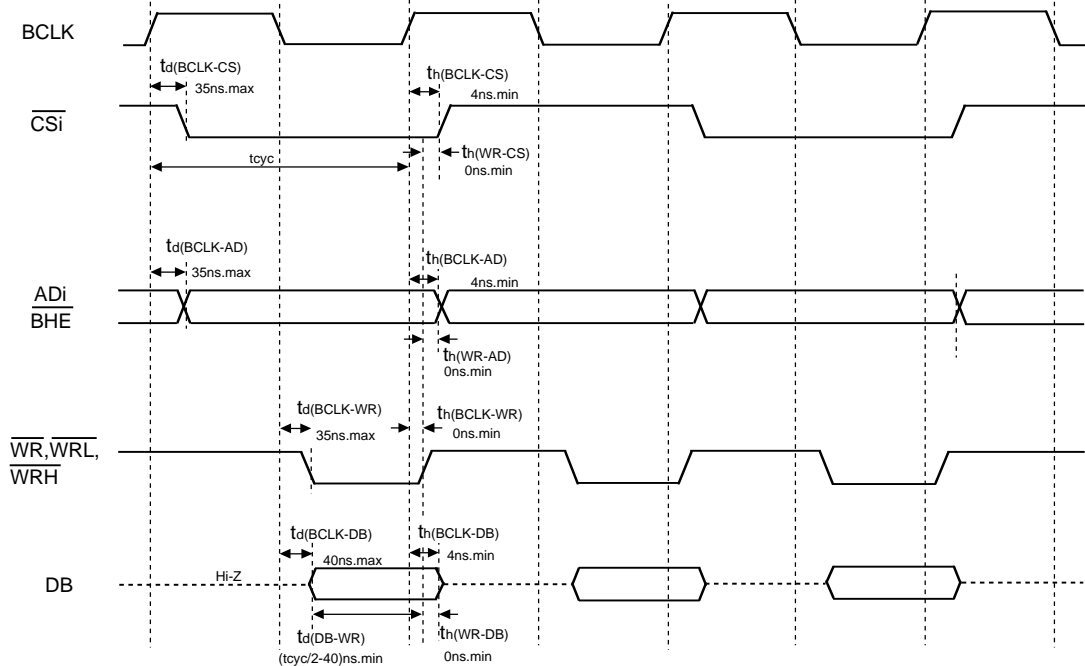 BCLK
td(BCLK-CS)
35ns.max
th(BCLK-CS)
4ns.min
CSi
tcyc
th(WR-CS)
0ns.min
td(BCLK-AD)
35ns.max
th(BCLK-AD)
4ns.min
ADi
BHE
th(WR-AD)
0ns.min
td(BCLK-WR)
35ns.max
th(BCLK-WR)
0ns.min
WR,WRL,
WRH
td(BCLK-DB)
40ns.max
th(BCLK-DB)
4ns.min
DB
Hi-Z
td(DB-WR)
(tcyc/2-40)ns.min
th(WR-DB)
0ns.min